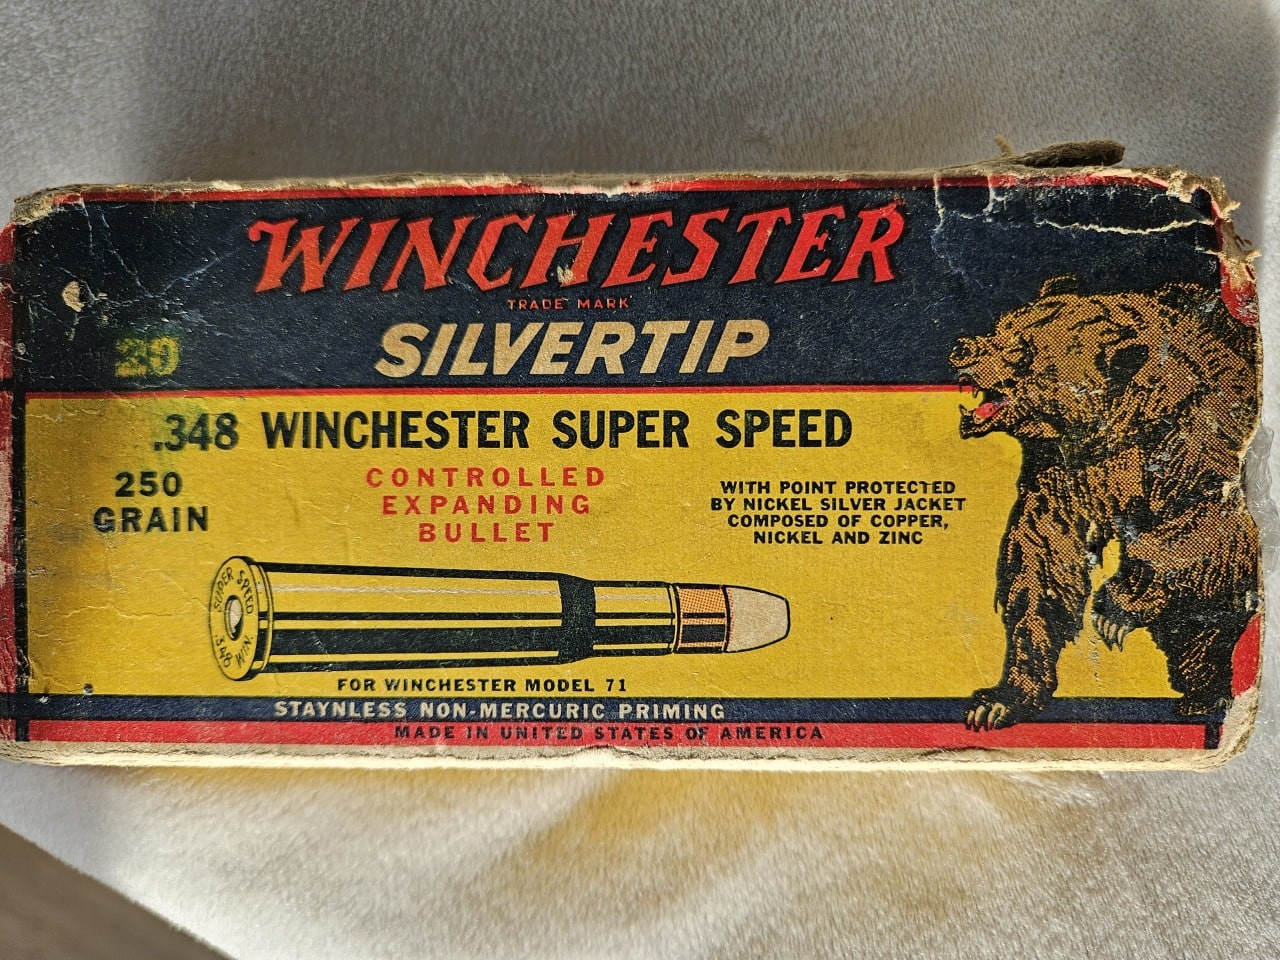 WINCHESTER
TRADE MARK
SILVERTIP
20
.348 WINCHESTER SUPER SPEED
250
GRAIN
CONTROLLED
EXPANDING
BULLET
WITH POINT PROTECTED
BY NICKEL SILVER JACKET
COMPOSED OF COPPER,
NICKEL AND ZINC
SUPER SPEED
.348 WIN.
FOR WINCHESTER MODEL 71
STAYNLESS NON-MERCURIC PRIMING
MADE IN UNITED STATES OF AMERICA